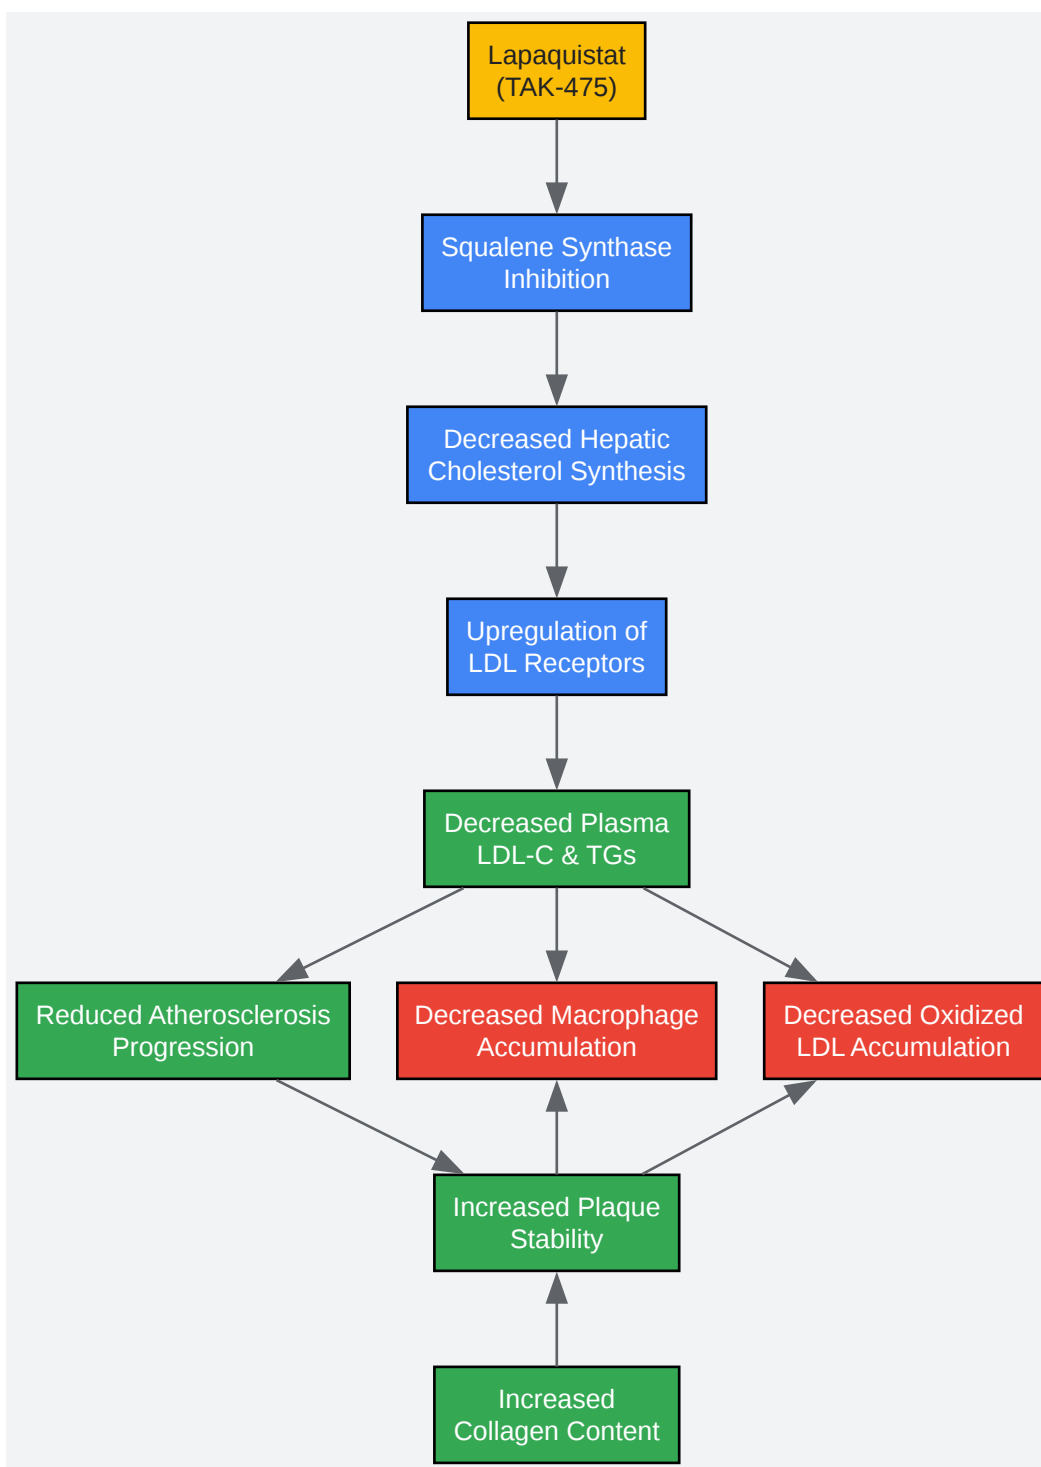 Lapaquistat
(TAK-475)
Squalene Synthase
Inhibition
Decreased Hepatic
Cholesterol Synthesis
Upregulation of
LDL Receptors
Decreased Plasma
LDL-C & TGs
Reduced Atherosclerosis
Progression
Decreased Macrophage
Accumulation
Decreased Oxidized
LDL Accumulation
Increased Plaque
Stability
Increased
Collagen Content